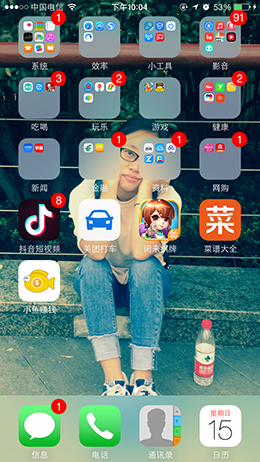 中国电信 下午10:04 53%
1 91
系统 效率 小工具 影音
3 2 2
吃喝 玩乐 游戏 健康
1 1 1
新闻 金融 资料 网购
8 菜
抖音短视频 美团打车 闲来棋牌 菜谱大全
小鱼赚钱
1 星期日
15
信息 电话 通讯录 日历